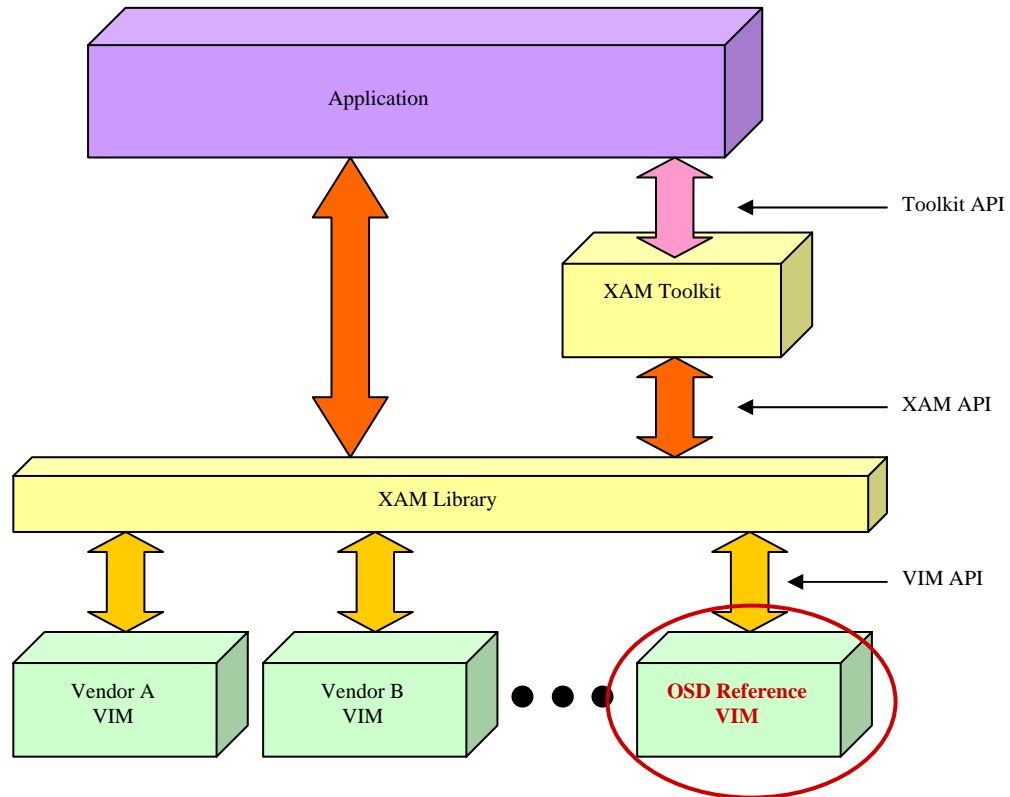 Application
Toolkit API
XAM Toolkit
XAM API
XAM Library
VIM API
Vendor A
VIM
Vendor B
VIM
OSD Reference
VIM